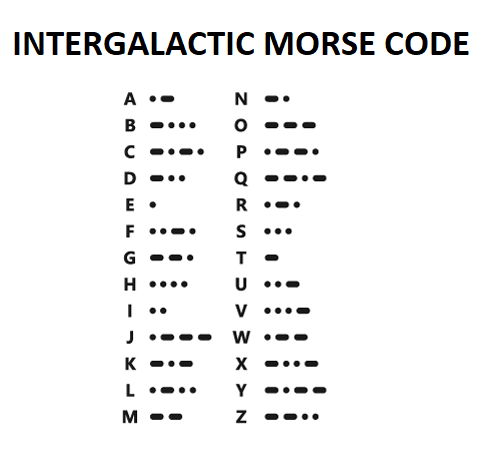 INTERGALACTIC MORSE CODE
A •– N –•
B –••• O –––
C –•–• P •––•
D –•• Q ––•–
E • R •–•
F ••–• S •••
G ––• T –
H •••• U ••–
I •• V •••–
J •––– W •––
K –•– X –••–
L •–•• Y –•––
M –– Z ––••